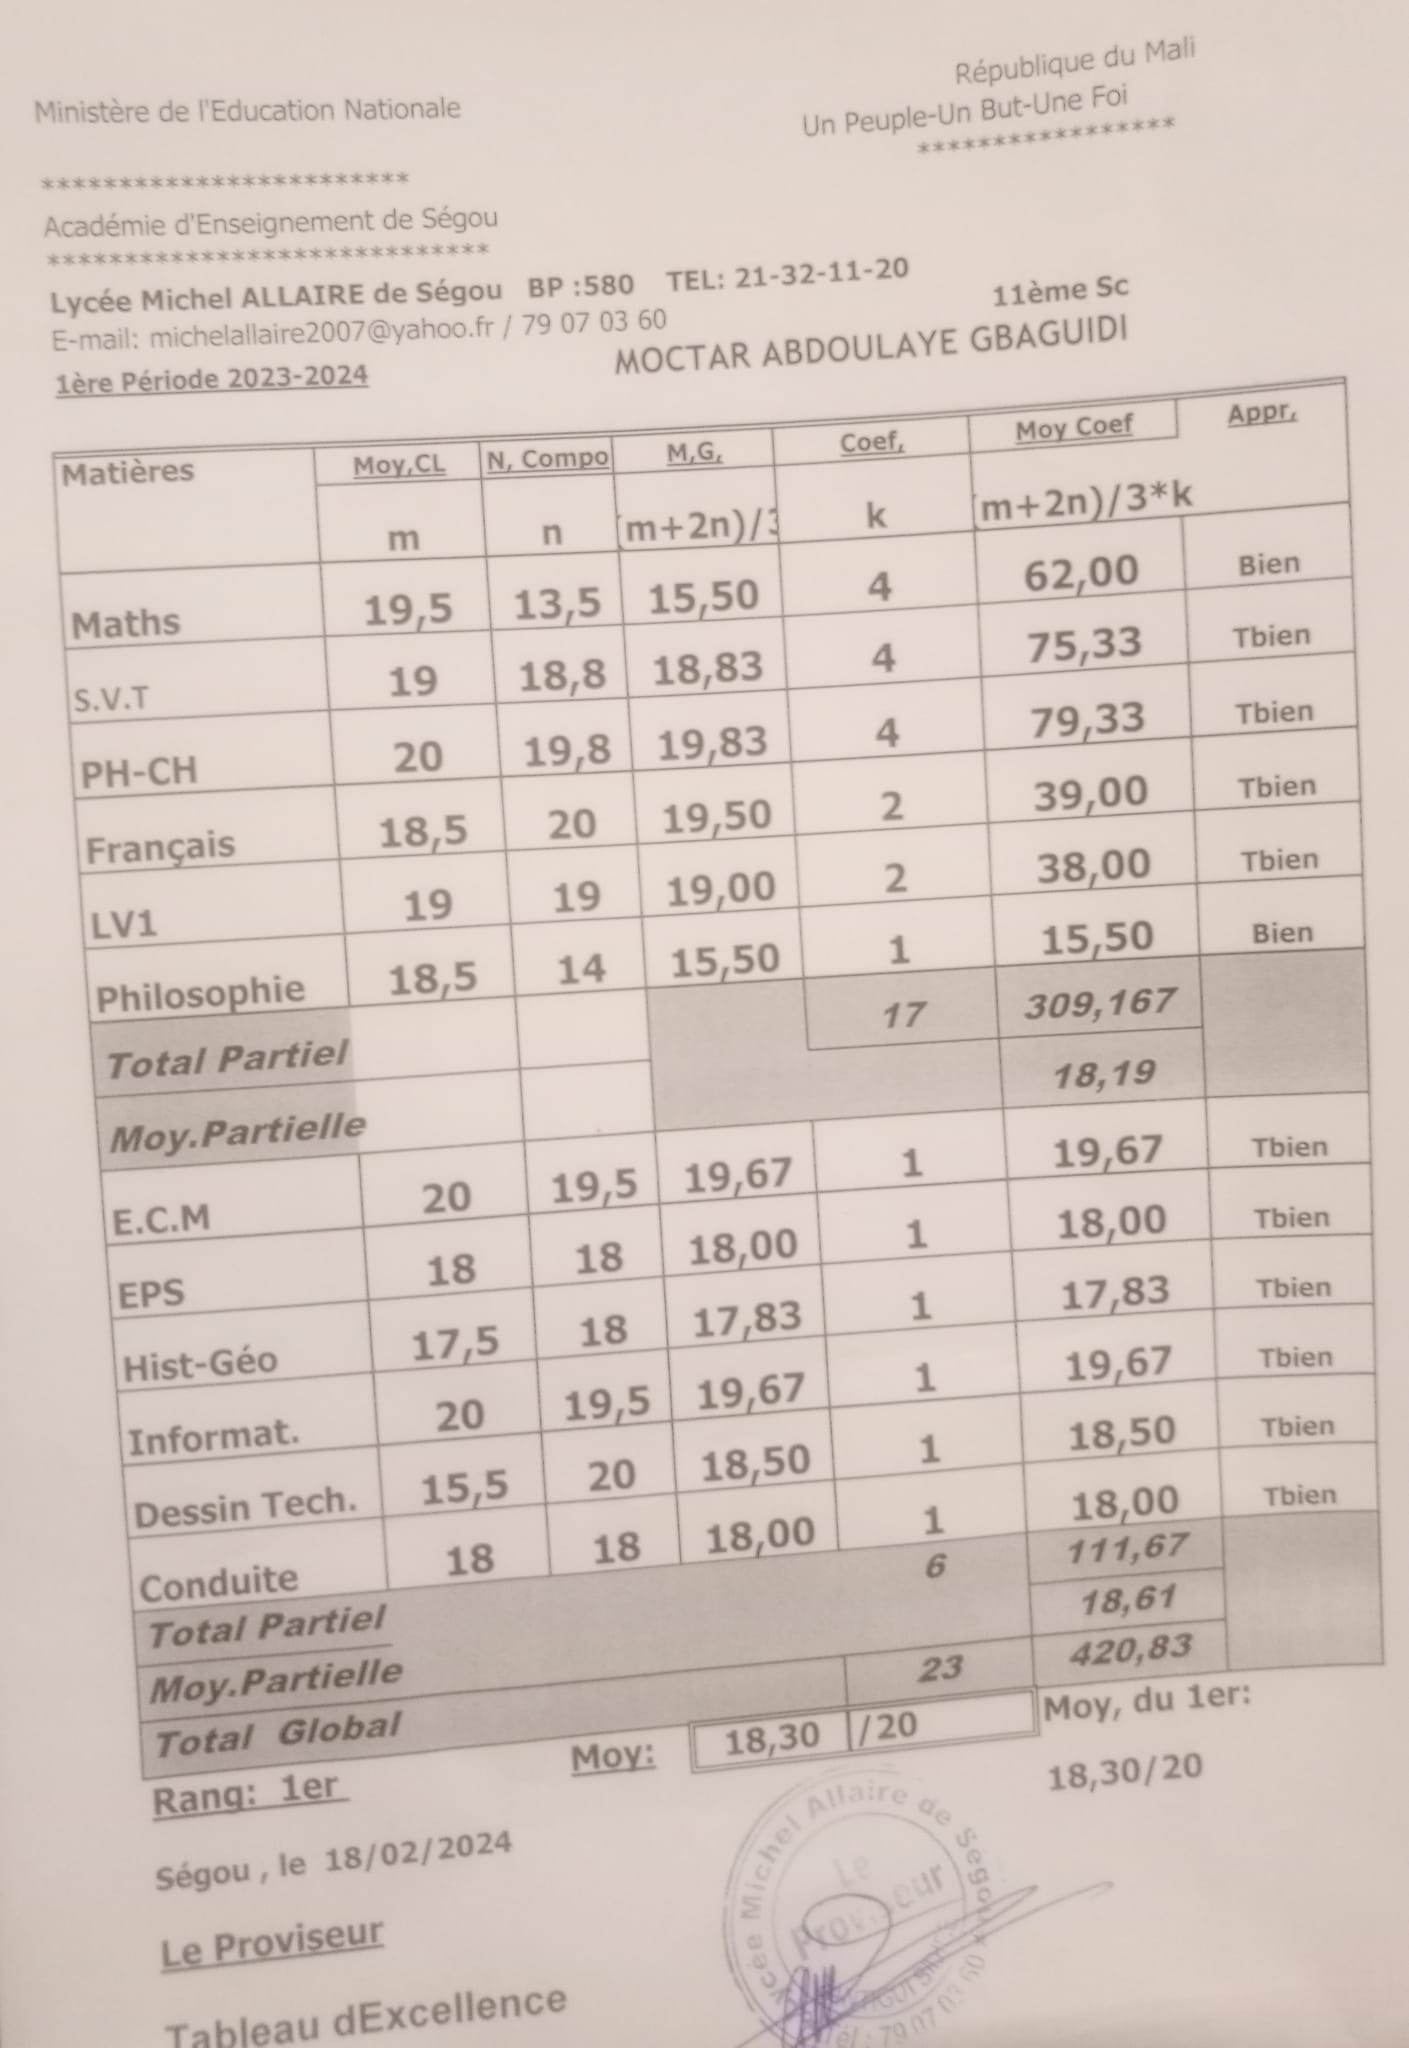 République du Mali
Ministère de l'Education Nationale
Un Peuple-Un But-Une Foi
*****************
************************
Académie d'Enseignement de Ségou
*****************************
Lycée Michel ALLAIRE de Ségou BP :580 TEL: 21-32-11-20
11ème Sc
E-mail: michelallaire2007@yahoo.fr / 79 07 03 60
MOCTAR ABDOULAYE GBAGUIDI
1ère Période 2023-2024
Matières Moy,CL N, Compo M,G, Coef, Moy Coef Appr,
m n (m+2n)/3 k (m+2n)/3*k
Maths 19,5 13,5 15,50 4 62,00 Bien
S.V.T 19 18,8 18,83 4 75,33 Tbien
PH-CH 20 19,8 19,83 4 79,33 Tbien
Français 18,5 20 19,50 2 39,00 Tbien
LV1 19 19 19,00 2 38,00 Tbien
Philosophie 18,5 14 15,50 1 15,50 Bien
Total Partiel 17 309,167
Moy.Partielle 18,19
E.C.M 20 19,5 19,67 1 19,67 Tbien
EPS 18 18 18,00 1 18,00 Tbien
Hist-Géo 17,5 18 17,83 1 17,83 Tbien
Informat. 20 19,5 19,67 1 19,67 Tbien
Dessin Tech. 15,5 20 18,50 1 18,50 Tbien
Conduite 18 18 18,00 1 18,00 Tbien
Total Partiel 6 111,67
Moy.Partielle 18,61
Total Global 23 420,83
Rang: 1er Moy: 18,30 /20 Moy, du 1er:
18,30/20
Ségou , le 18/02/2024
Le Proviseur
Tableau dExcellence
Lycée Michel Allaire de Ségou
Le
Proviseur
Tél : 79 07 03 60